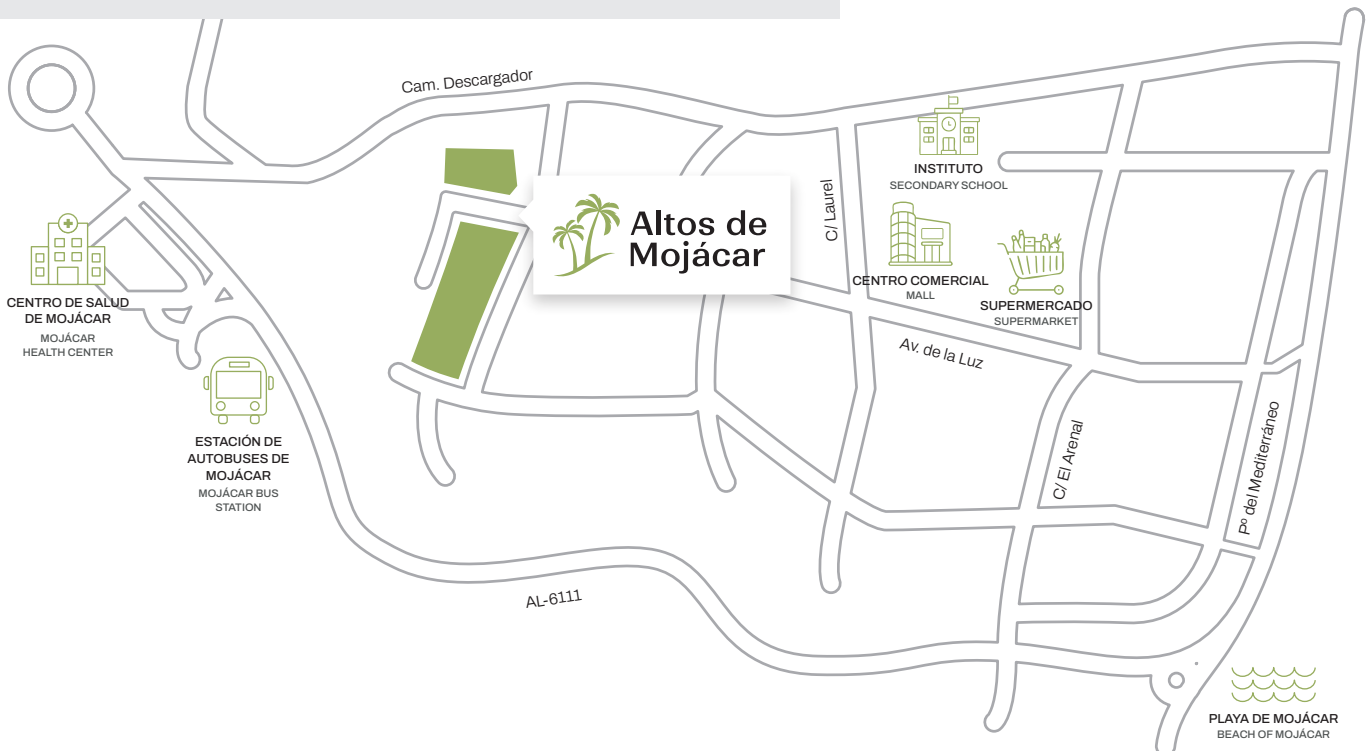 Cam. Descargador
INSTITUTO
SECONDARY SCHOOL
C/ Laurel
Altos de
Mojácar
CENTRO DE SALUD
DE MOJÁCAR
MOJÁCAR
HEALTH CENTER
CENTRO COMERCIAL
MALL
SUPERMERCADO
SUPERMARKET
Av. de la Luz
ESTACIÓN DE
AUTOBUSES DE
MOJÁCAR
MOJÁCAR BUS
STATION
C/ El Arenal
Pº del Mediterráneo
AL-6111
PLAYA DE MOJÁCAR
BEACH OF MOJÁCAR